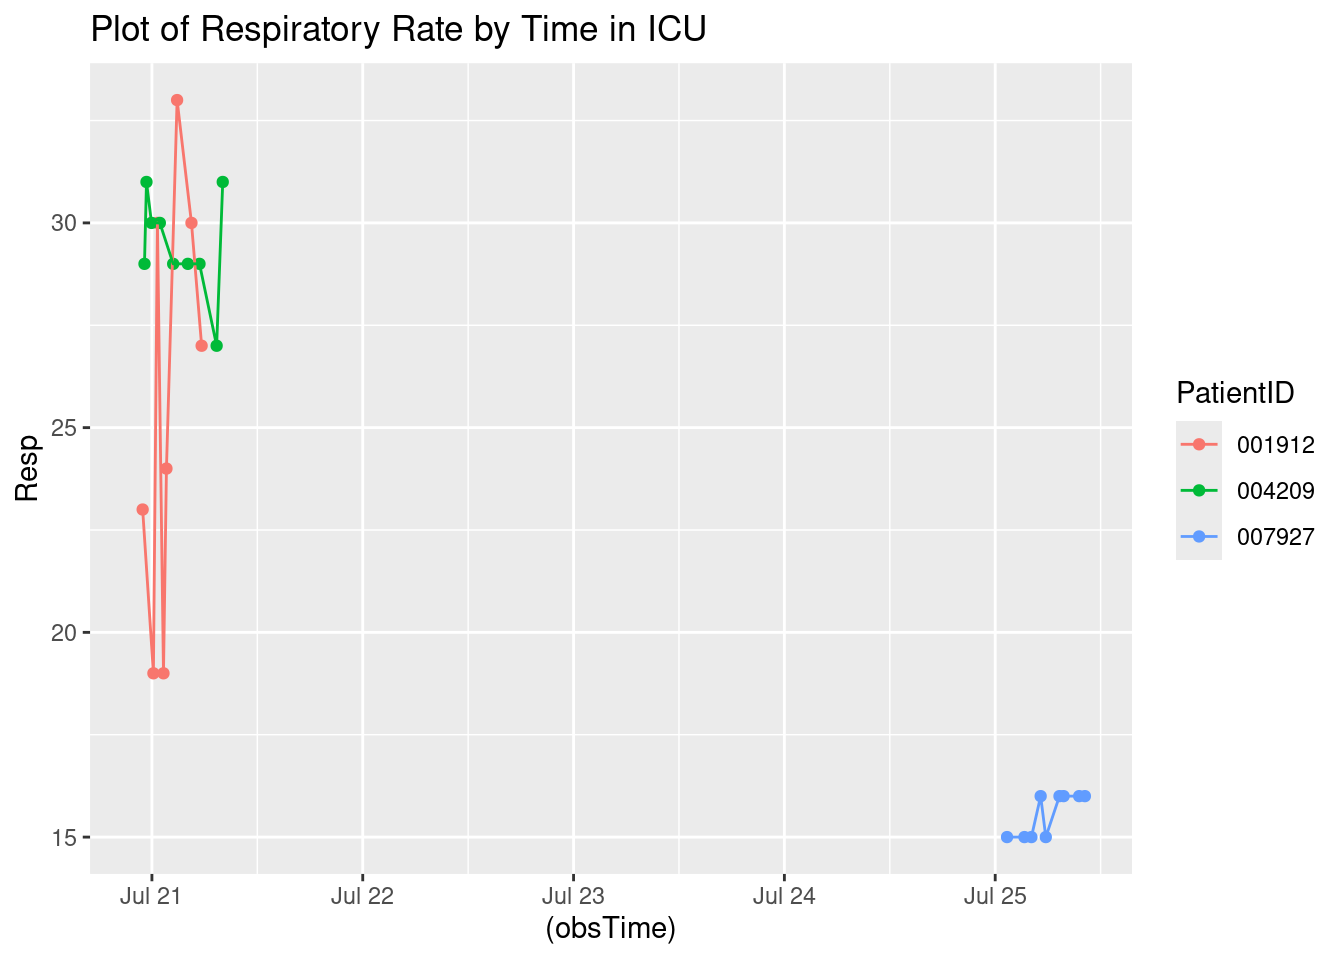 Plot of Respiratory Rate by Time in ICU
Resp
30
25
20
15
Jul 21 Jul 22 Jul 23 Jul 24 Jul 25
(obsTime)
PatientID
001912
004209
007927